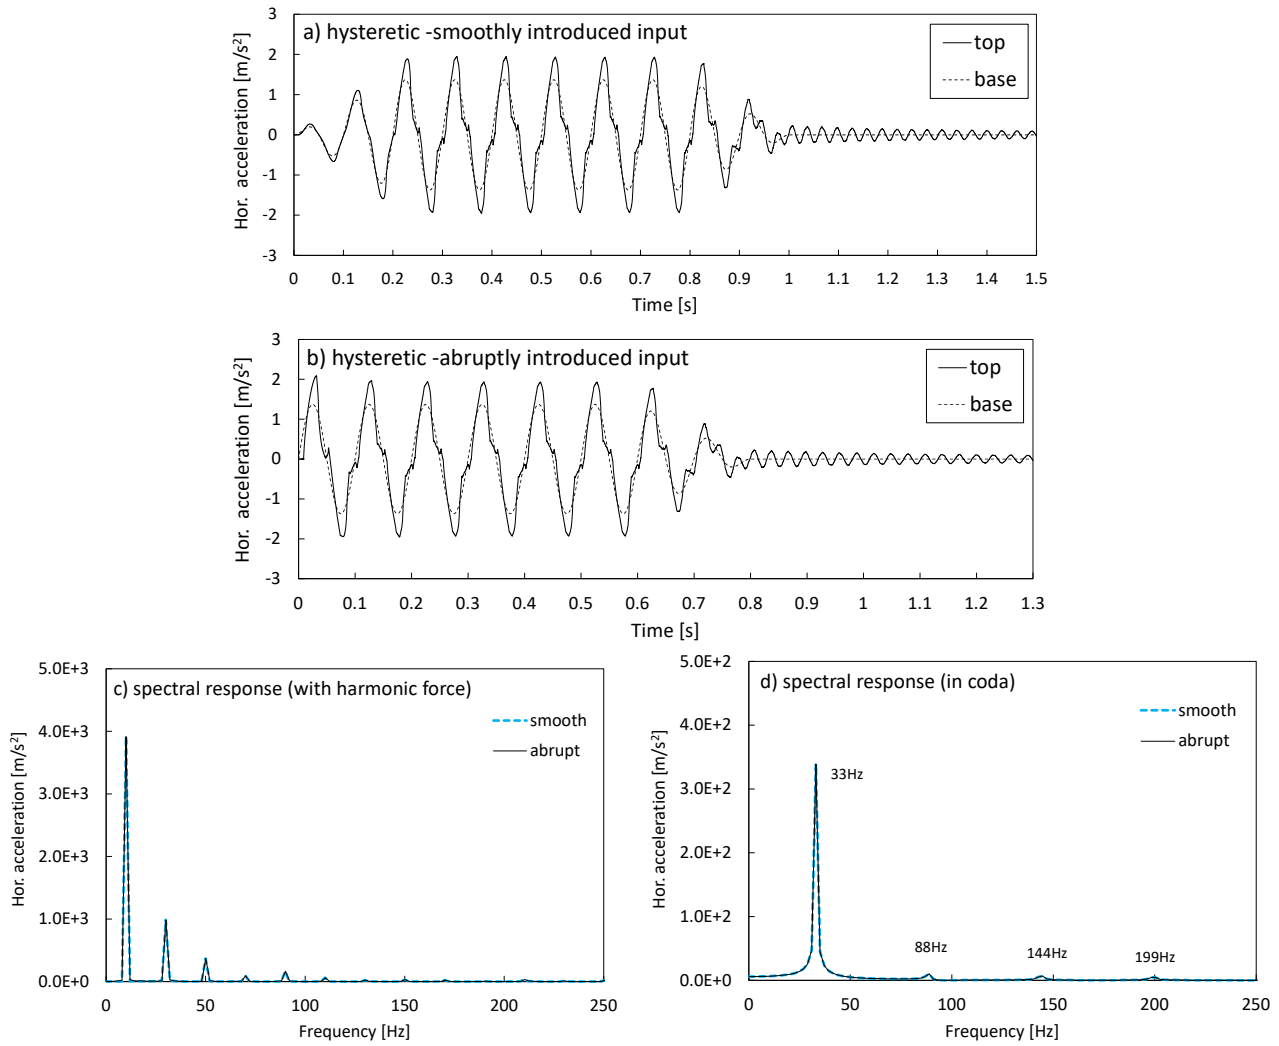 a) hysteretic -smoothly introduced input
top
base
Hor. acceleration [m/s²]
3
2
1
0
-1
-2
-3
0 0.1 0.2 0.3 0.4 0.5 0.6 0.7 0.8 0.9 1 1.1 1.2 1.3 1.4 1.5
Time [s]
b) hysteretic -abruptly introduced input
top
base
Hor. acceleration [m/s²]
3
2
1
0
-1
-2
-3
0 0.1 0.2 0.3 0.4 0.5 0.6 0.7 0.8 0.9 1 1.1 1.2 1.3
Time [s]
c) spectral response (with harmonic force)
smooth
abrupt
Hor. acceleration [m/s²]
5.0E+3
4.0E+3
3.0E+3
2.0E+3
1.0E+3
0.0E+0
0 50 100 150 200 250
Frequency [Hz]
d) spectral response (in coda)
smooth
abrupt
33Hz
88Hz
144Hz
199Hz
Hor. acceleration [m/s²]
5.0E+2
4.0E+2
3.0E+2
2.0E+2
1.0E+2
0.0E+0
0 50 100 150 200 250
Frequency [Hz]